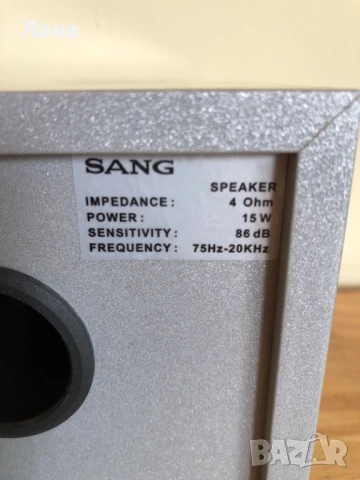 Лена
SANG
SPEAKER
IMPEDANCE: 4 Ohm
POWER: 15 W
SENSITIVITY: 86 dB
FREQUENCY: 75Hz-20KHz
BAZAR